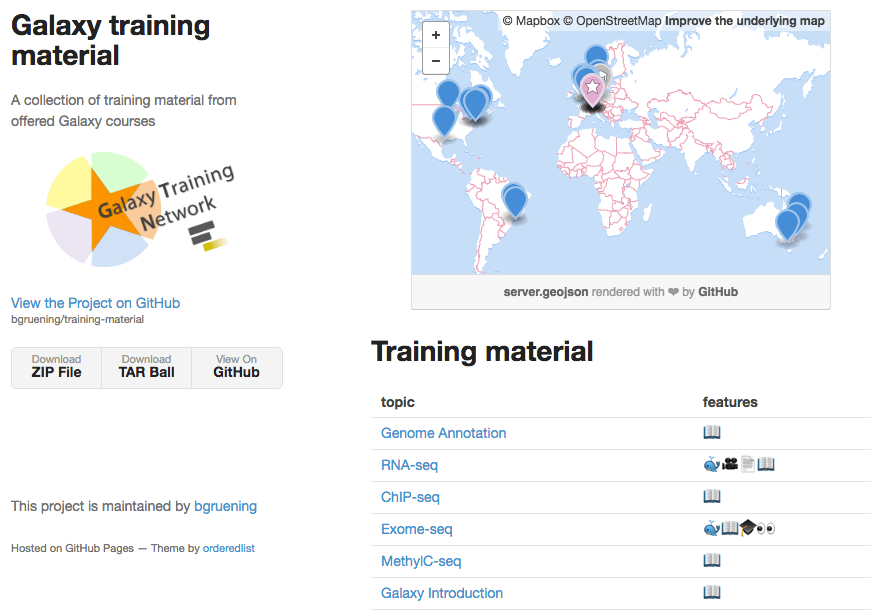 Galaxy training
material
A collection of training material from
offered Galaxy courses
Galaxy Training
Network
View the Project on GitHub
bgruening/training-material
Download
ZIP File
Download
TAR Ball
View On
GitHub
This project is maintained by bgruening
Hosted on GitHub Pages — Theme by orderedlist
© Mapbox © OpenStreetMap Improve the underlying map
+
−
server.geojson rendered with ❤ by GitHub
Training material
topic features
Genome Annotation
RNA-seq
ChIP-seq
Exome-seq
MethylC-seq
Galaxy Introduction